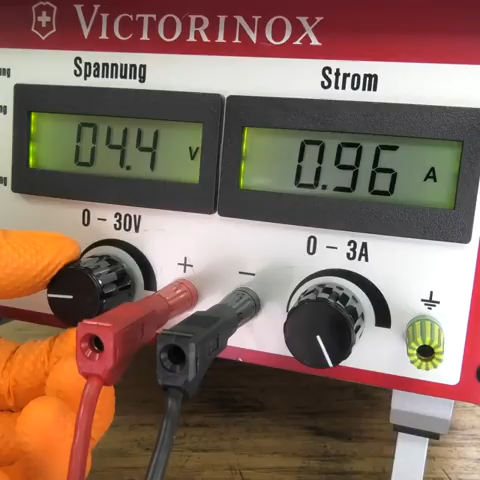 VICTORINOX
Spannung
Strom
04.4 V
0.96 A
0 - 30V
0 - 3A
+
−